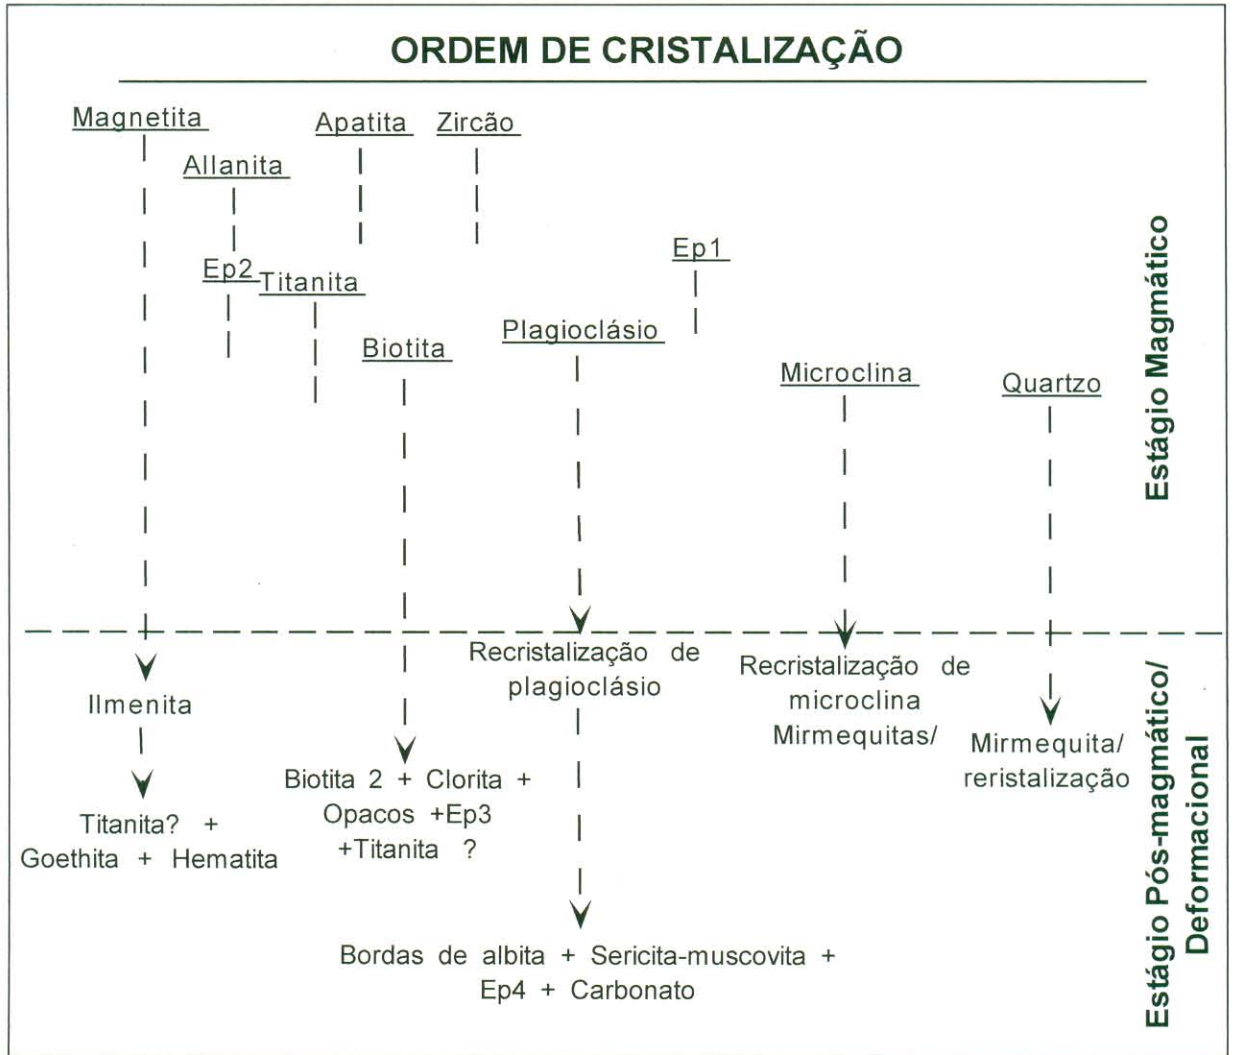 ORDEM DE CRISTALIZAÇÃO
Magnetita
Apatita
Zircão
Allanita
Ep1
Ep2
Titanita
Plagioclásio
Biotita
Microclina
Quartzo
Estágio Magmático
Recristalização de
plagioclásio
Recristalização de
microclina
Mirmequitas/
Ilmenita
Mirmequita/
reristalização
Biotita 2 + Clorita +
Opacos +Ep3
+Titanita ?
Titanita? +
Goethita + Hematita
Bordas de albita + Sericita-muscovita +
Ep4 + Carbonato
Estágio Pós-magmático/
Deformacional